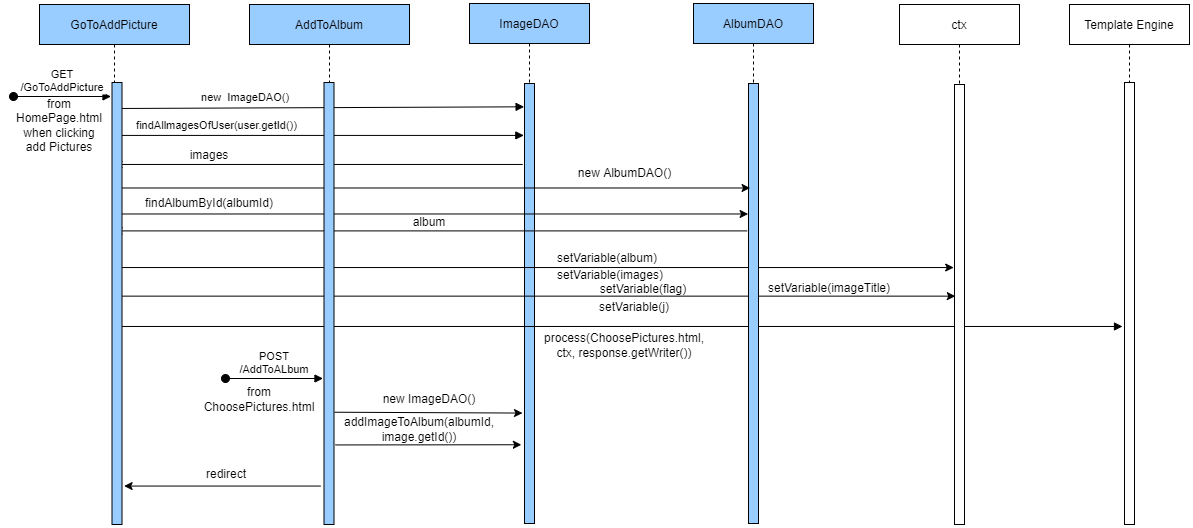 GoToAddPicture
AddToAlbum
ImageDAO
AlbumDAO
ctx
Template Engine
GET
/GoToAddPicture
from
HomePage.html
when clicking
add Pictures
new ImageDAO()
findAllmagesOfUser(user.getId())
images
new AlbumDAO()
findAlbumById(albumId)
album
setVariable(album)
setVariable(images)
setVariable(flag)
setVariable(imageTitle)
setVariable(j)
process(ChoosePictures.html,
ctx, response.getWriter())
POST
/AddToALbum
from
ChoosePictures.html
new ImageDAO()
addImageToAlbum(albumId,
image.getId())
redirect